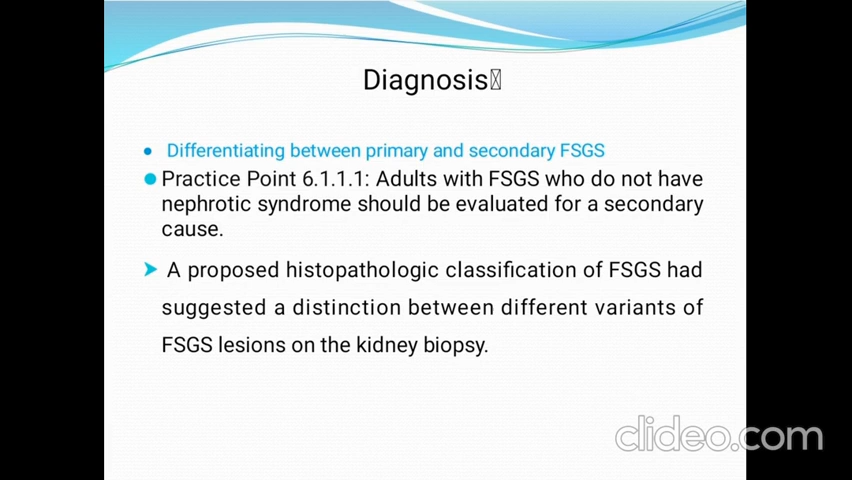 Diagnosis
Differentiating between primary and secondary FSGS
Practice Point 6.1.1.1: Adults with FSGS who do not have
nephrotic syndrome should be evaluated for a secondary
cause.
A proposed histopathologic classification of FSGS had
suggested a distinction between different variants of
FSGS lesions on the kidney biopsy.
clideo.com